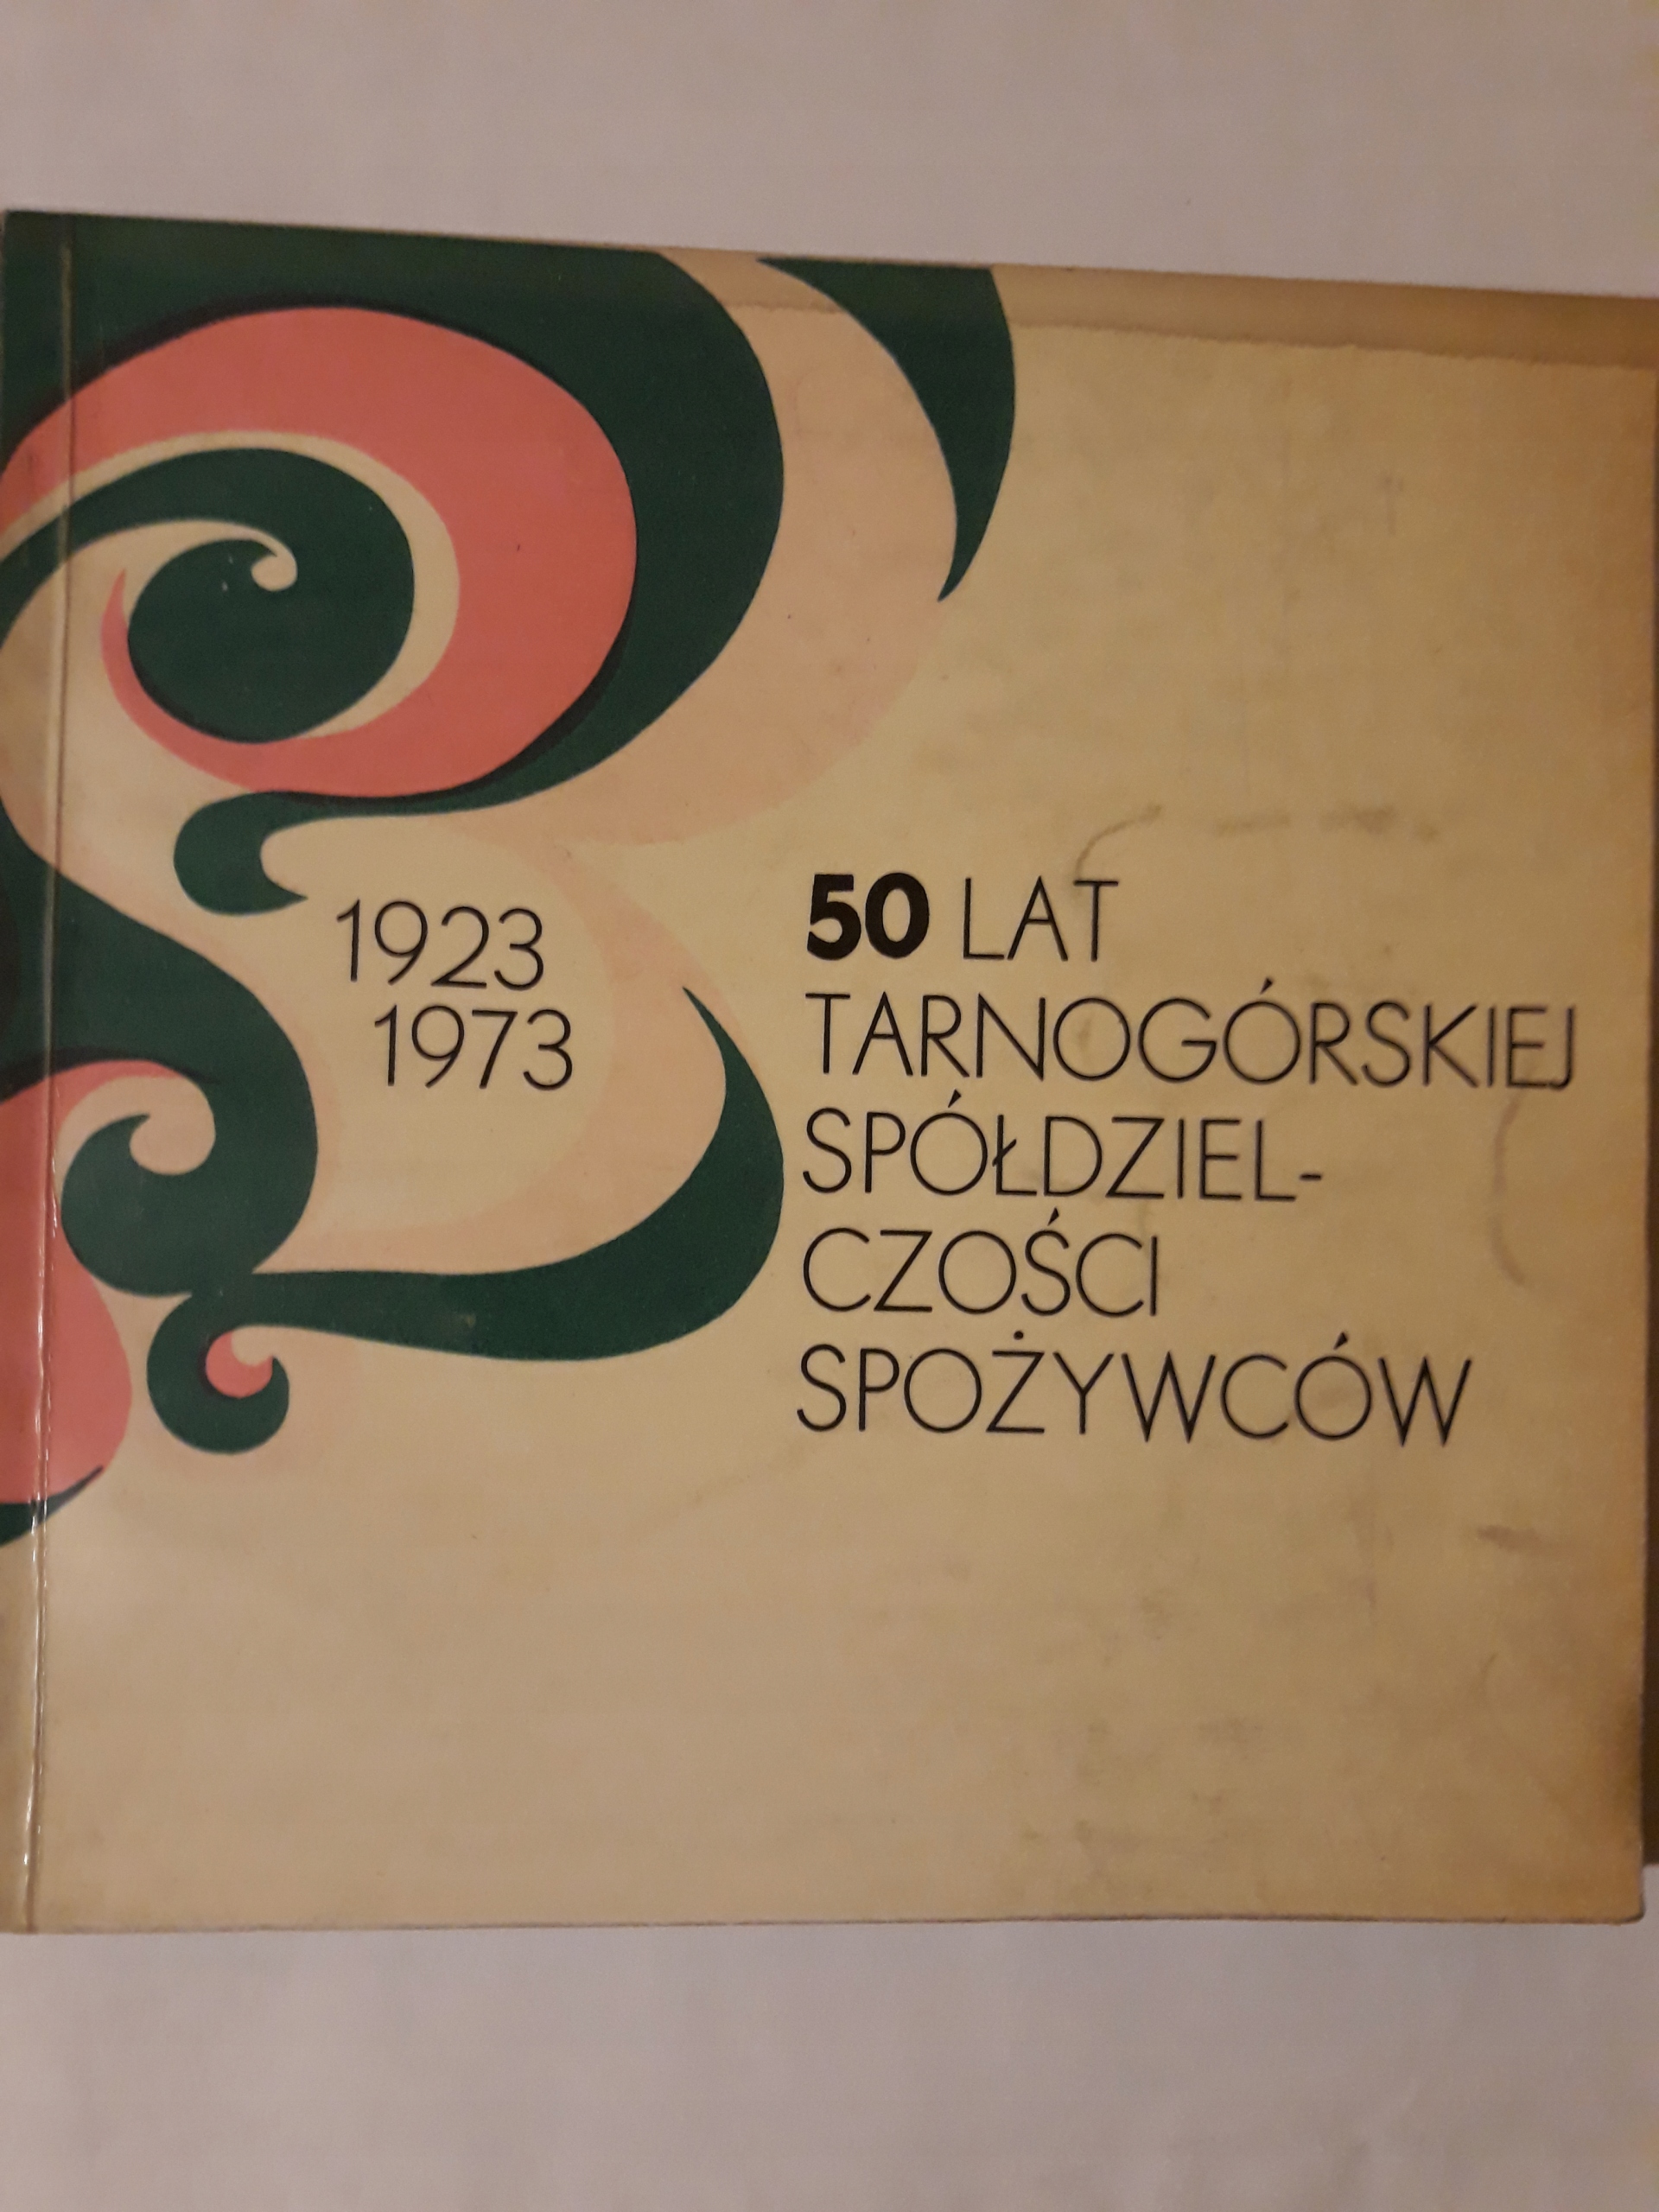 1923
1973
50 LAT
TARNOGÓRSKIEJ
SPÓŁDZIEL-
CZOŚCI
SPOŻYWCÓW